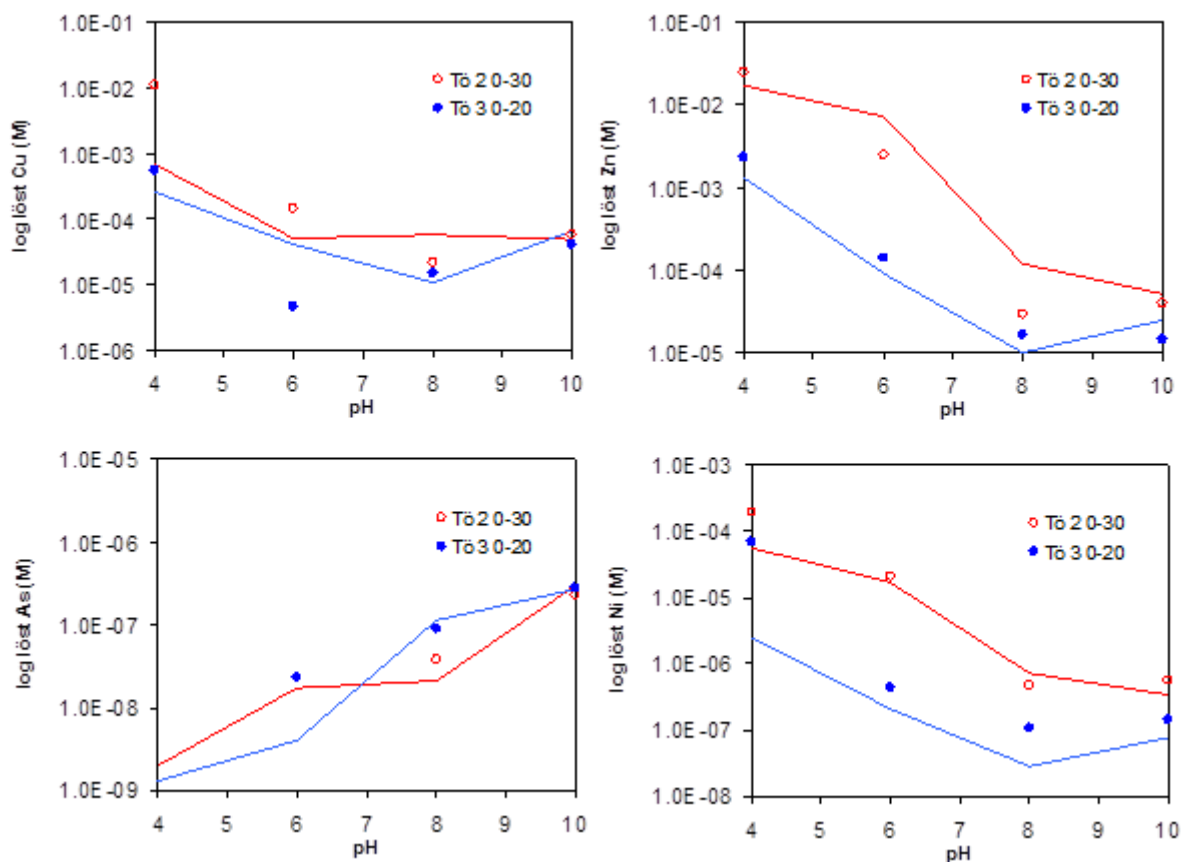 log löst Cu (M)
1.0E-01
1.0E-02
1.0E-03
1.0E-04
1.0E-05
1.0E-06
Tö 2 0-30
Tö 3 0-20
4 5 6 7 8 9 10
pH
log löst Zn (M)
1.0E-01
1.0E-02
1.0E-03
1.0E-04
1.0E-05
Tö 2 0-30
Tö 3 0-20
4 5 6 7 8 9 10
pH
log löst As (M)
1.0E-05
1.0E-06
1.0E-07
1.0E-08
1.0E-09
Tö 2 0-30
Tö 3 0-20
4 5 6 7 8 9 10
pH
log löst Ni (M)
1.0E-03
1.0E-04
1.0E-05
1.0E-06
1.0E-07
1.0E-08
Tö 2 0-30
Tö 3 0-20
4 5 6 7 8 9 10
pH